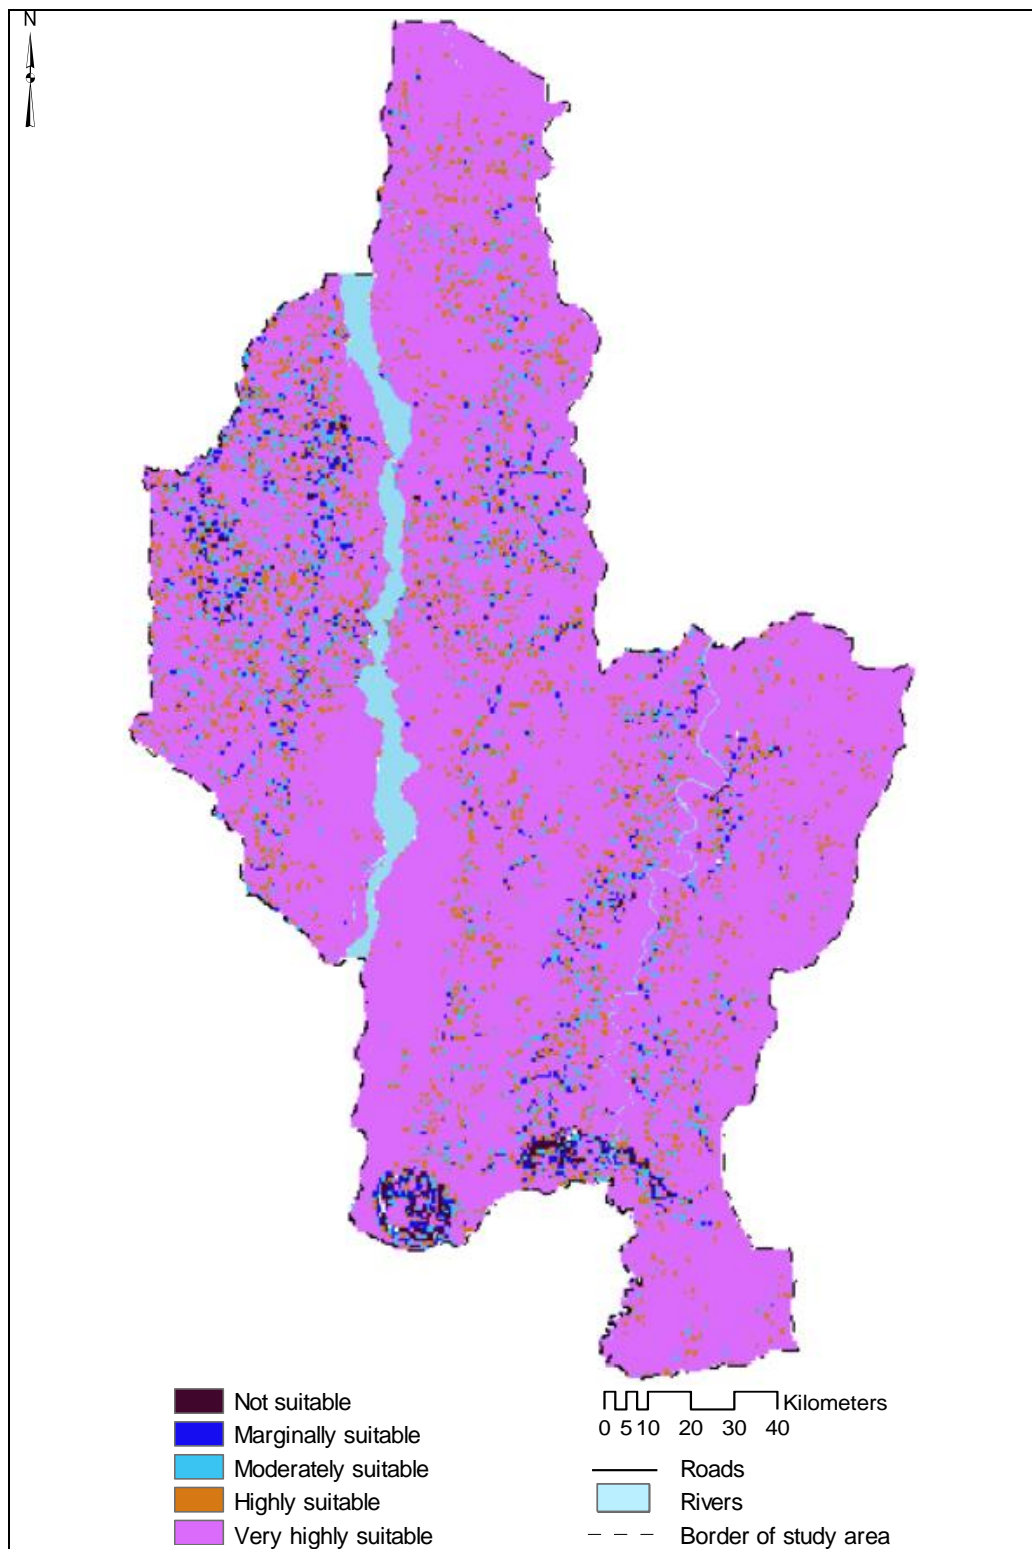 N
Not suitable
Marginally suitable
Moderately suitable
Highly suitable
Very highly suitable
Kilometers
0 5 10 20 30 40
Roads
Rivers
Border of study area